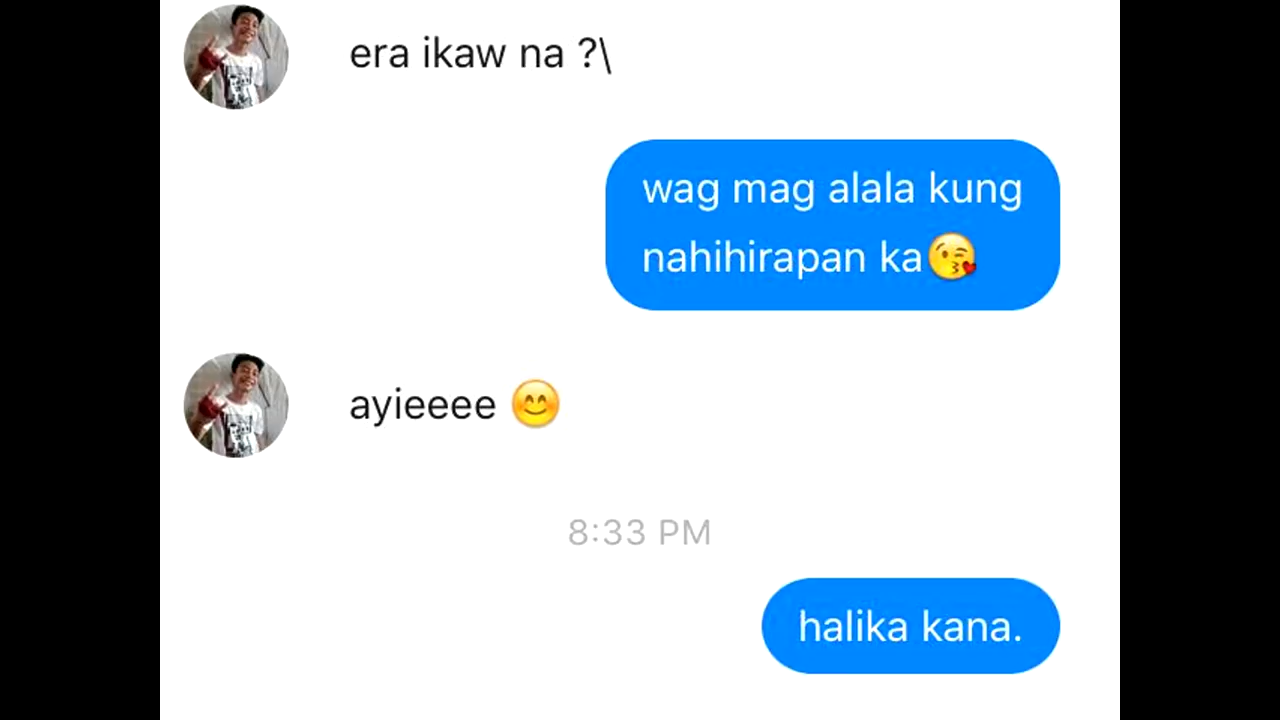 era ikaw na ?\
wag mag alala kung
nahihirapan ka😘
ayieeee 😊
8:33 PM
halika kana.